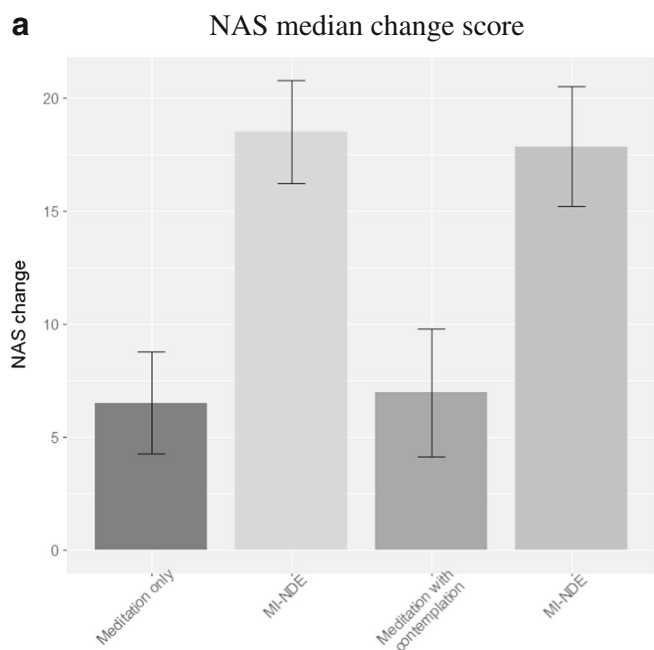 a
NAS median change score
NAS change
20
15
10
5
0
Meditation only
MI-NDE
Meditation with
contemplation
MI-NDE